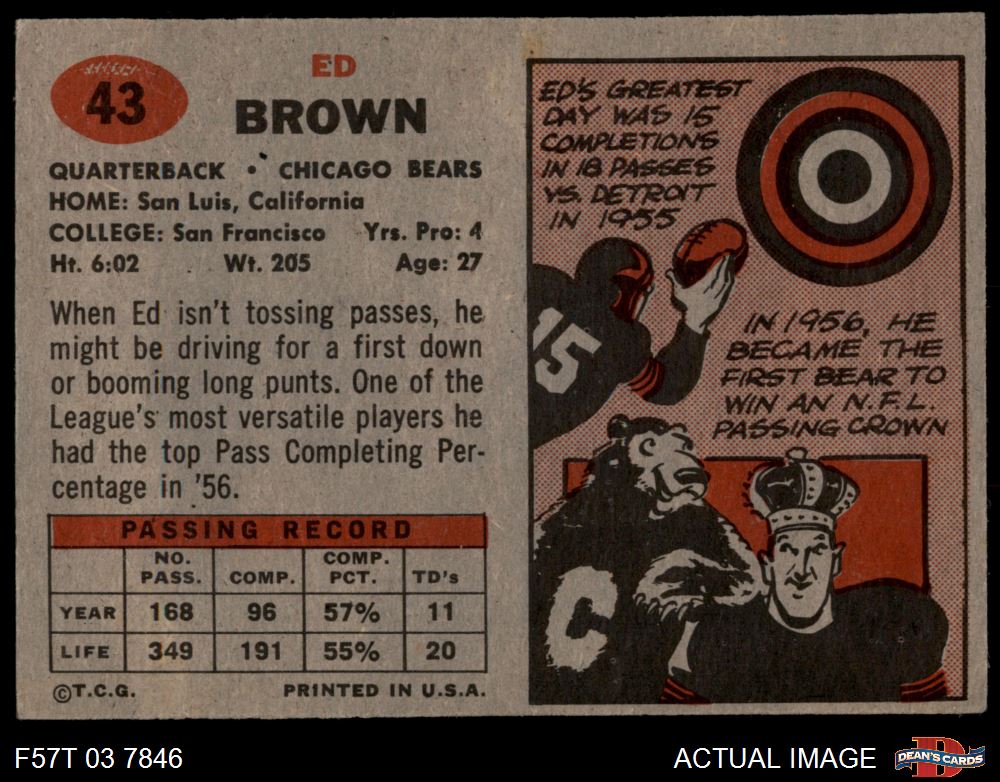 43
ED
BROWN
QUARTERBACK • CHICAGO BEARS
HOME: San Luis, California
COLLEGE: San Francisco Yrs. Pro: 4
Ht. 6:02 Wt. 205 Age: 27
When Ed isn't tossing passes, he
might be driving for a first down
or booming long punts. One of the
League's most versatile players he
had the top Pass Completing Per-
centage in '56.
PASSING RECORD
NO. PASS. COMP. COMP. PCT. TD's
YEAR 168 96 57% 11
LIFE 349 191 55% 20
©T.C.G. PRINTED IN U.S.A.
ED'S GREATEST
DAY WAS 15
COMPLETIONS
IN 18 PASSES
VS. DETROIT
IN 1955
15
IN 1956, HE
BECAME THE
FIRST BEAR TO
WIN AN N.F.L.
PASSING CROWN
C
F57T 03 7846
ACTUAL IMAGE
D
DEAN'S CARDS